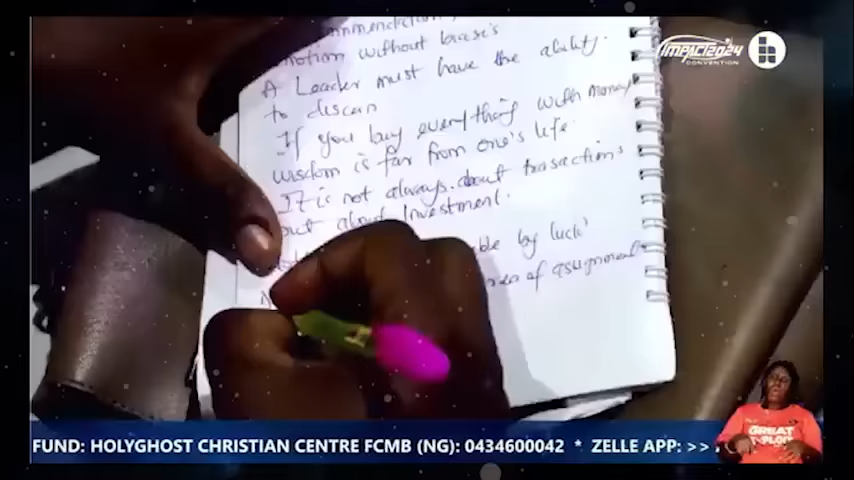 IMPACT2024
CONVENTION
motion without biases
A Leader must have the ability
to discern
If you buy everything with money
wisdom is far from one's life.
It is not always about transactions
but about Investment.
by luck'
of assignment
GREAT
FUND: HOLYGHOST CHRISTIAN CENTRE FCMB (NG): 0434600042 * ZELLE APP: >>